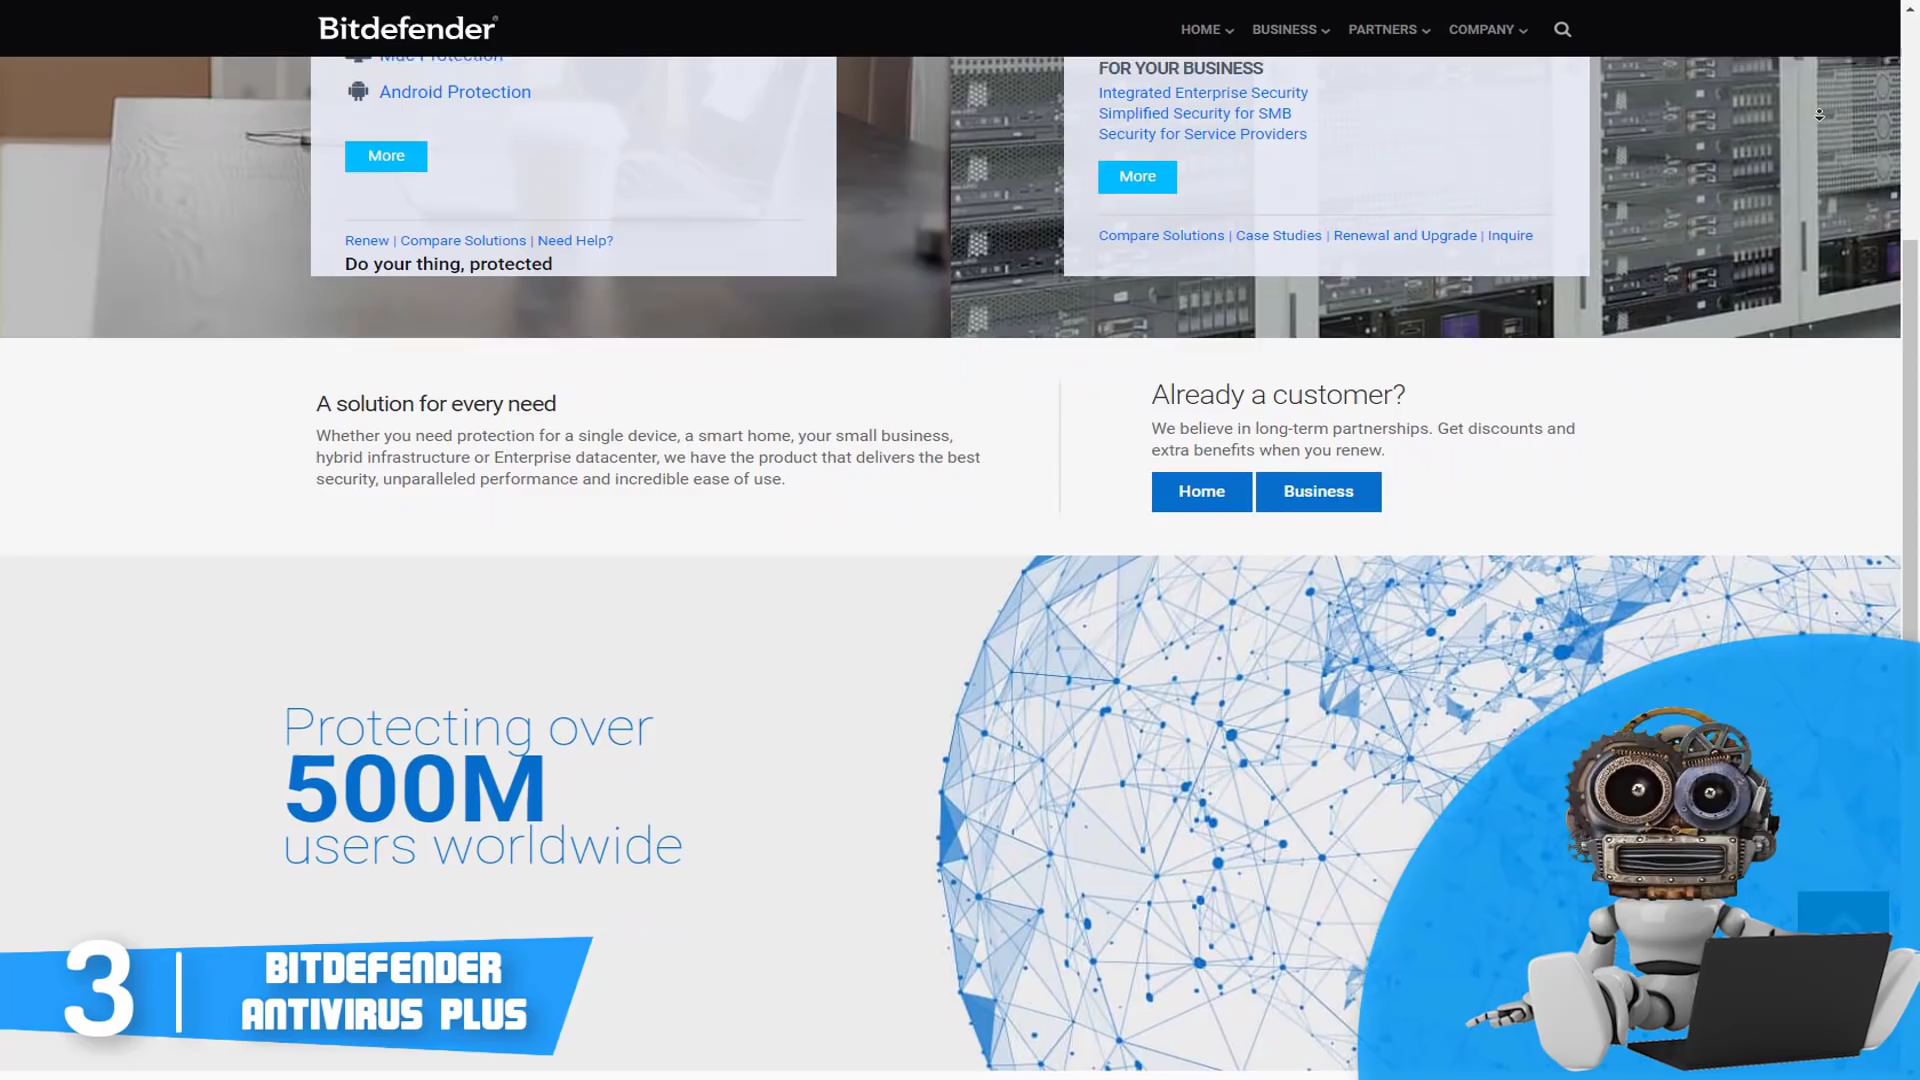 Bitdefender
HOME BUSINESS PARTNERS COMPANY
Mac Protection
Android Protection
More
Renew | Compare Solutions | Need Help?
Do your thing, protected
FOR YOUR BUSINESS
Integrated Enterprise Security
Simplified Security for SMB
Security for Service Providers
More
Compare Solutions | Case Studies | Renewal and Upgrade | Inquire
A solution for every need
Whether you need protection for a single device, a smart home, your small business,
hybrid infrastructure or Enterprise datacenter, we have the product that delivers the best
security, unparalleled performance and incredible ease of use.
Already a customer?
We believe in long-term partnerships. Get discounts and
extra benefits when you renew.
Home Business
Protecting over
500M
users worldwide
3
BITDEFENDER
ANTIVIRUS PLUS